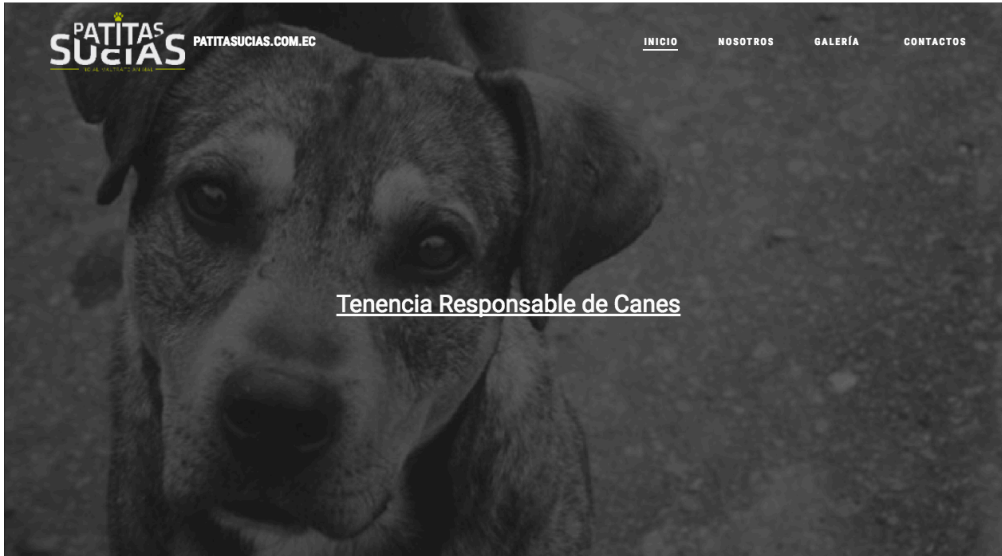 PATITAS
SUCIAS
PATITASUCIAS.COM.EC
INICIO
NOSOTROS
GALERÍA
CONTACTOS
Tenencia Responsable de Canes